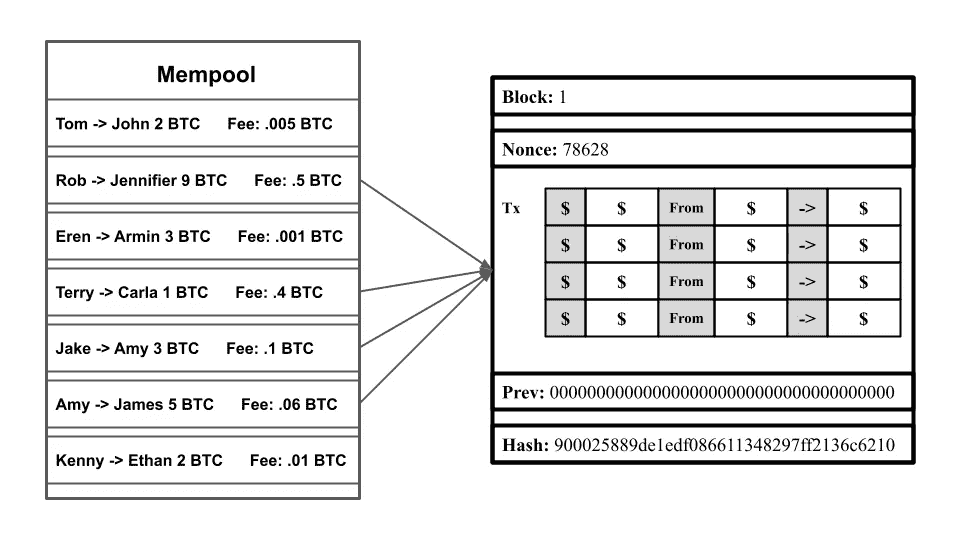 Mempool
Tom -> John 2 BTC Fee: .005 BTC
Rob -> Jennifier 9 BTC Fee: .5 BTC
Eren -> Armin 3 BTC Fee: .001 BTC
Terry -> Carla 1 BTC Fee: .4 BTC
Jake -> Amy 3 BTC Fee: .1 BTC
Amy -> James 5 BTC Fee: .06 BTC
Kenny -> Ethan 2 BTC Fee: .01 BTC
Block: 1
Nonce: 78628
Tx $ $ From $ -> $
$ $ From $ -> $
$ $ From $ -> $
$ $ From $ -> $
Prev: 0000000000000000000000000000000000000
Hash: 900025889de1edf086611348297ff2136c6210